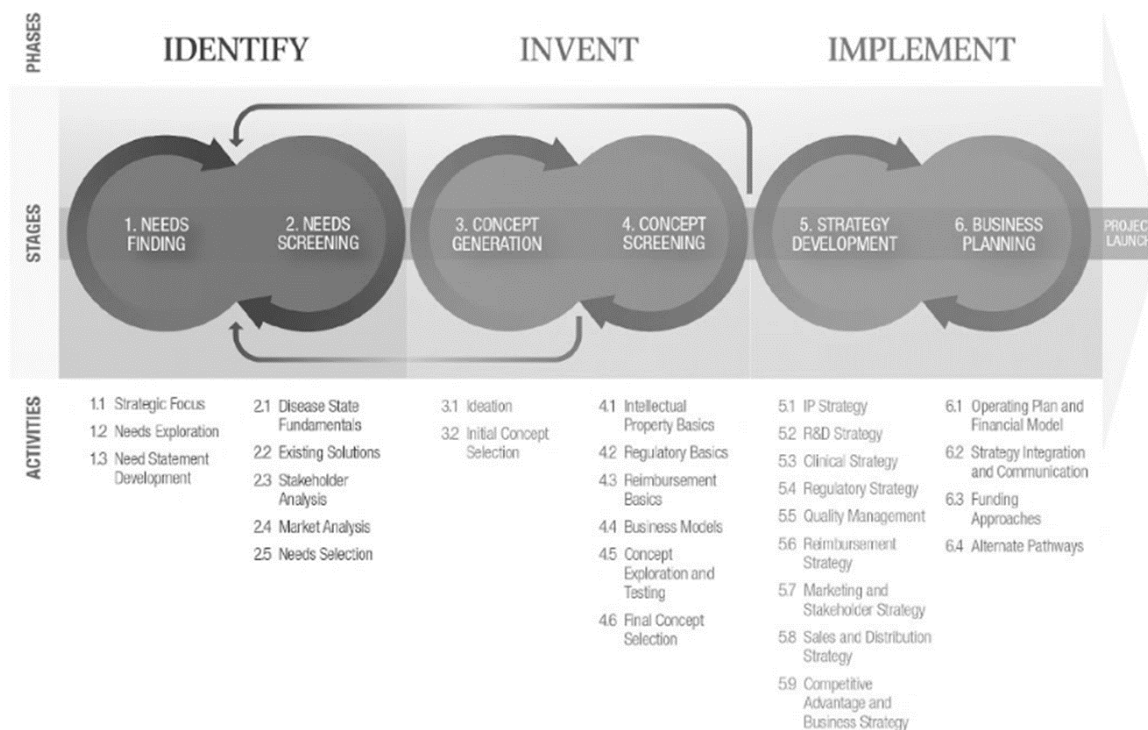 PHASES
IDENTIFY
INVENT
IMPLEMENT
STAGES
1. NEEDS
FINDING
2. NEEDS
SCREENING
3. CONCEPT
GENERATION
4. CONCEPT
SCREENING
5. STRATEGY
DEVELOPMENT
6. BUSINESS
PLANNING
PROJEC
LAUNC
ACTIVITIES
1.1 Strategic Focus
1.2 Needs Exploration
1.3 Need Statement
Development
2.1 Disease State
Fundamentals
2.2 Existing Solutions
2.3 Stakeholder
Analysis
2.4 Market Analysis
2.5 Needs Selection
3.1 Ideation
3.2 Initial Concept
Selection
4.1 Intellectual
Property Basics
4.2 Regulatory Basics
4.3 Reimbursement
Basics
4.4 Business Models
4.5 Concept
Exploration and
Testing
4.6 Final Concept
Selection
5.1 IP Strategy
5.2 R&D Strategy
5.3 Clinical Strategy
5.4 Regulatory Strategy
5.5 Quality Management
5.6 Reimbursement
Strategy
5.7 Marketing and
Stakeholder Strategy
5.8 Sales and Distribution
Strategy
5.9 Competitive
Advantage and
Business Strategy
6.1 Operating Plan and
Financial Model
6.2 Strategy Integration
and Communication
6.3 Funding
Approaches
6.4 Alternate Pathways